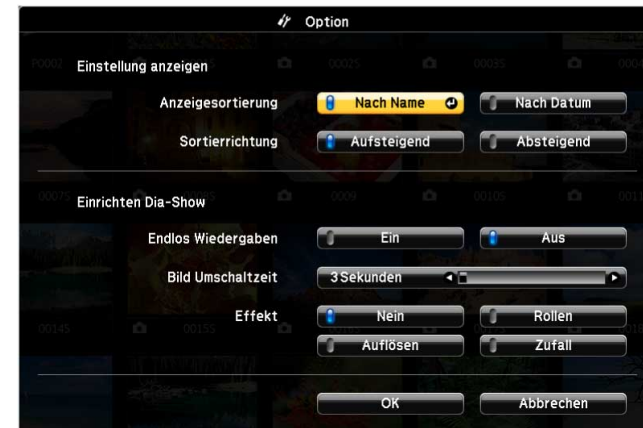 Option
Einstellung anzeigen
Anzeigesortierung Nach Name Nach Datum
Sortierrichtung Aufsteigend Absteigend
Einrichten Dia-Show
Endlos Wiedergaben Ein Aus
Bild Umschaltzeit 3 Sekunden
Effekt Nein Rollen
Auflösen Zufall
OK Abbrechen